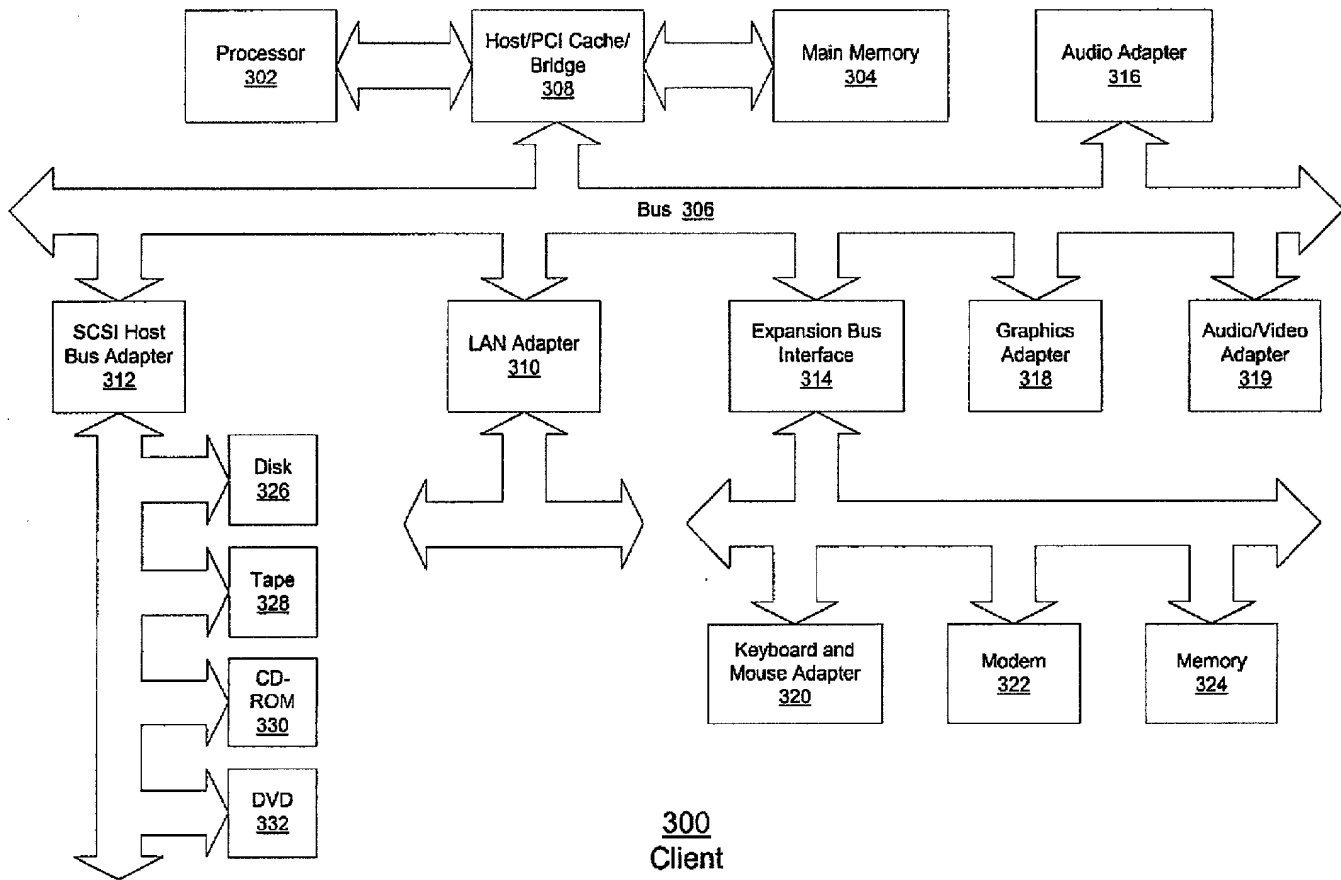 Processor
302
Host/PCI Cache/
Bridge
308
Main Memory
304
Audio Adapter
316
Bus 306
SCSI Host
Bus Adapter
312
LAN Adapter
310
Expansion Bus
Interface
314
Graphics
Adapter
318
Audio/Video
Adapter
319
Disk
326
Tape
328
CD-
ROM
330
DVD
332
Keyboard and
Mouse Adapter
320
Modem
322
Memory
324
300
Client